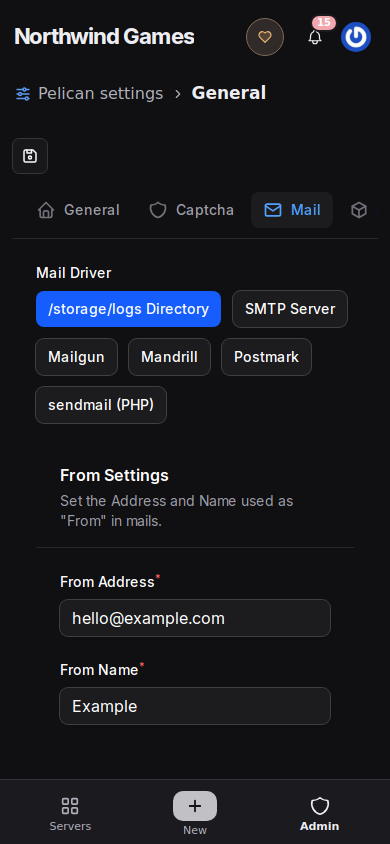 Northwind Games
15
Pelican settings > General
General Captcha Mail
Mail Driver
/storage/logs Directory SMTP Server
Mailgun Mandrill Postmark
sendmail (PHP)
From Settings
Set the Address and Name used as
"From" in mails.
From Address*
hello@example.com
From Name*
Example
Servers New Admin